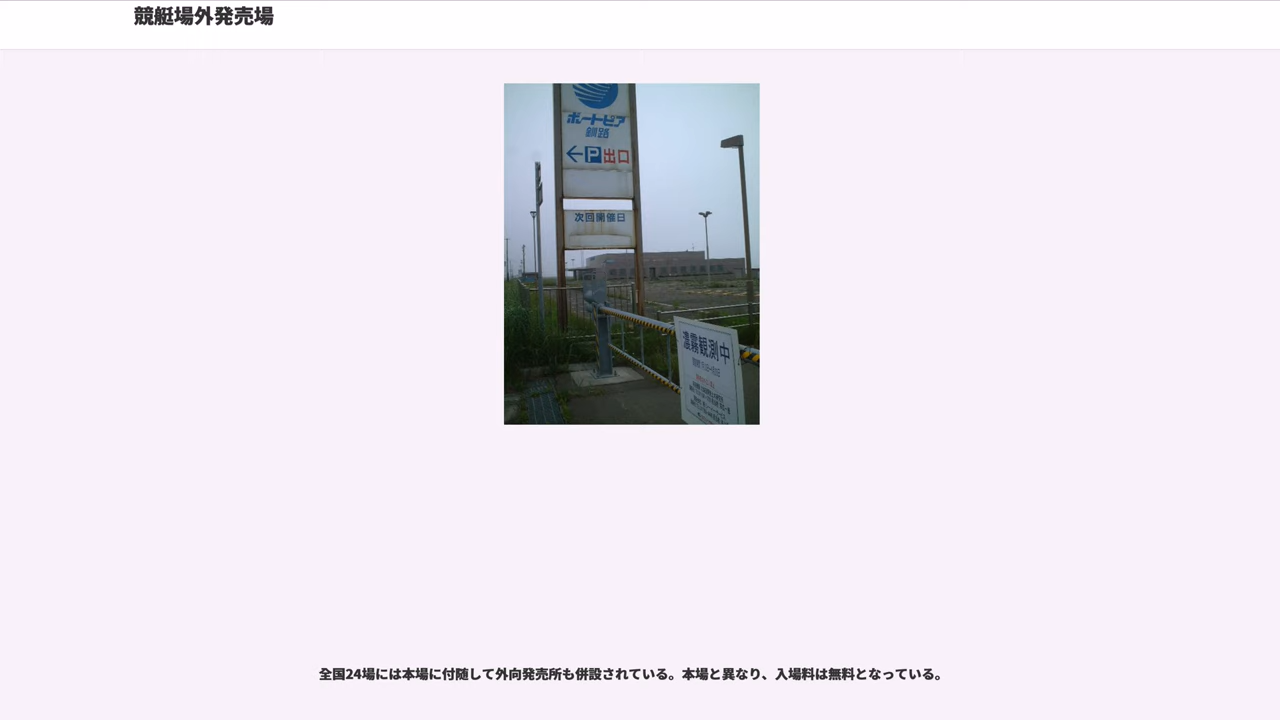 競艇場外発売場
ボートピア
釧路
←P出口
次回開催日
濃霧観測中
全国24場には本場に付随して外向発売所も併設されている。本場と異なり、入場料は無料となっている。